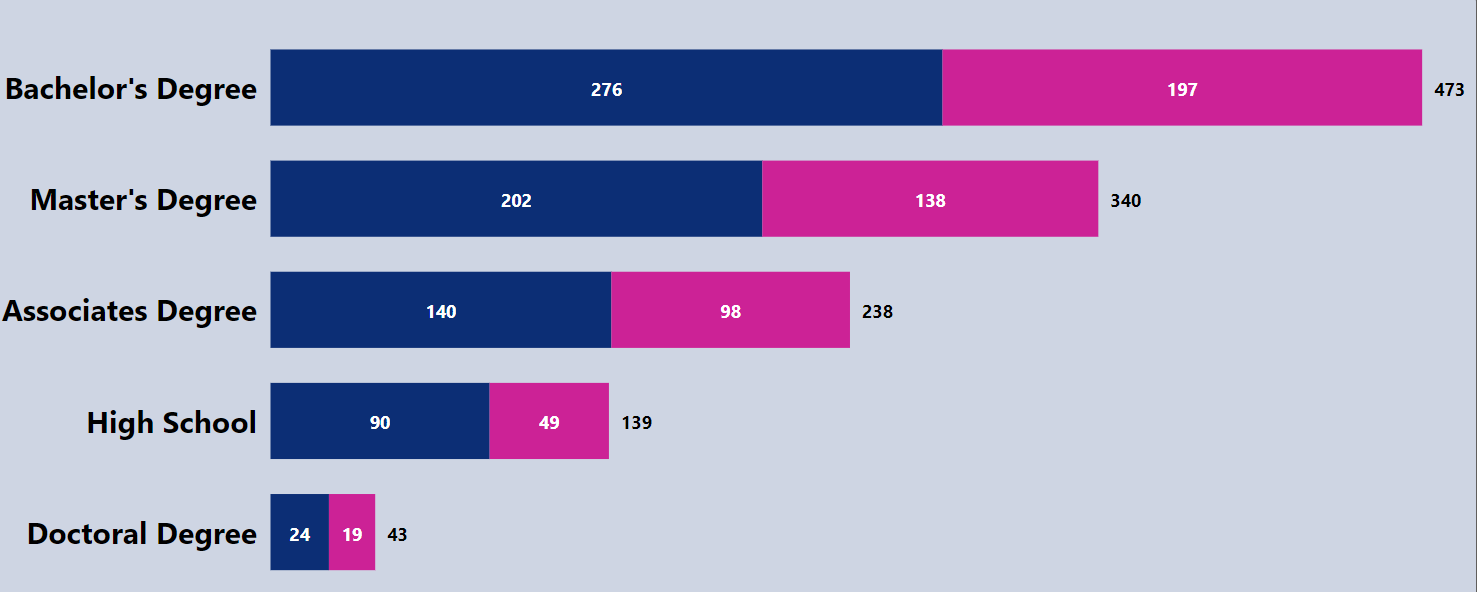 Bachelor's Degree 276 197 473
Master's Degree 202 138 340
Associates Degree 140 98 238
High School 90 49 139
Doctoral Degree 24 19 43